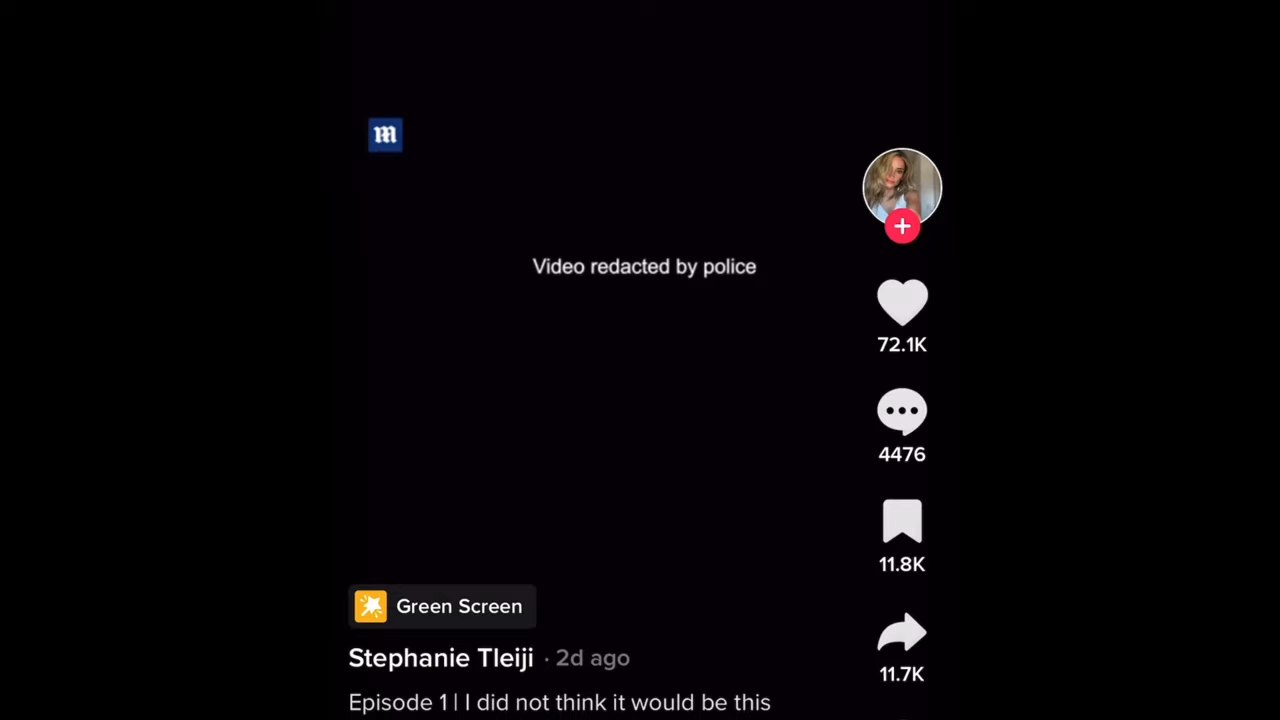 m
Video redacted by police
72.1K
4476
11.8K
11.7K
Green Screen
Stephanie Tleiji · 2d ago
Episode 1 | I did not think it would be this